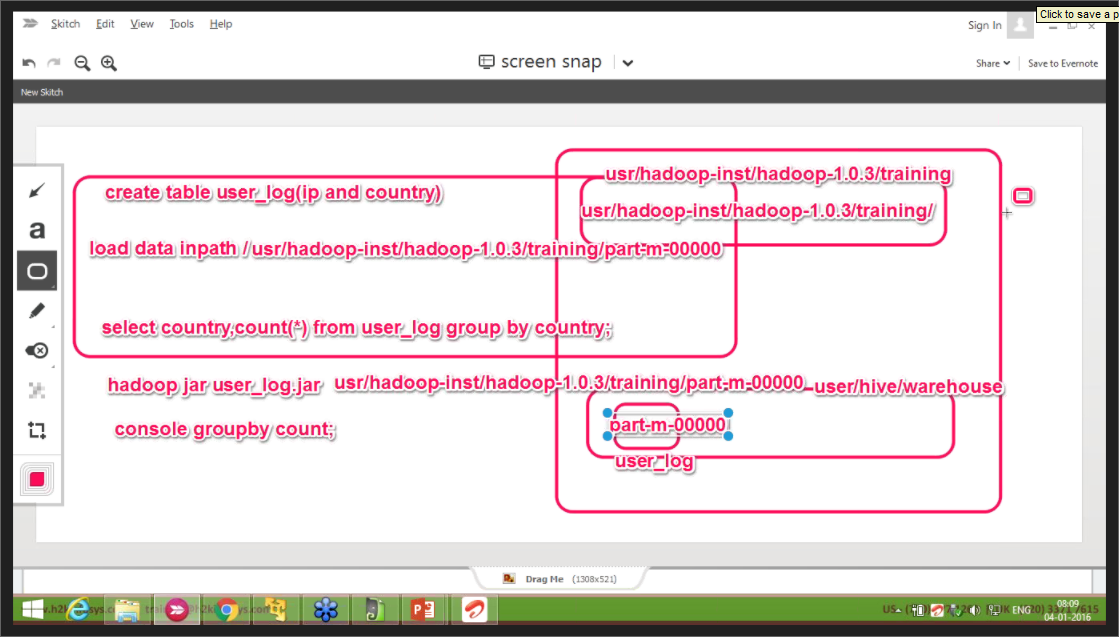 Click to save a p
Skitch Edit View Tools Help
Sign In
screen snap
Share
Save to Evernote
New Skitch
usr/hadoop-inst/hadoop-1.0.3/training
create table user_log(ip and country)
usr/hadoop-inst/hadoop-1.0.3/training/
load data inpath / usr/hadoop-inst/hadoop-1.0.3/training/part-m-00000
a
select country,count(*) from user_log group by country;
hadoop jar user_log.jar usr/hadoop-inst/hadoop-1.0.3/training/part-m-00000 user/hive/warehouse
part-m-00000
console groupby count;
user_log
Drag Me (1308x521)
ENG
08:09
04-01-2016